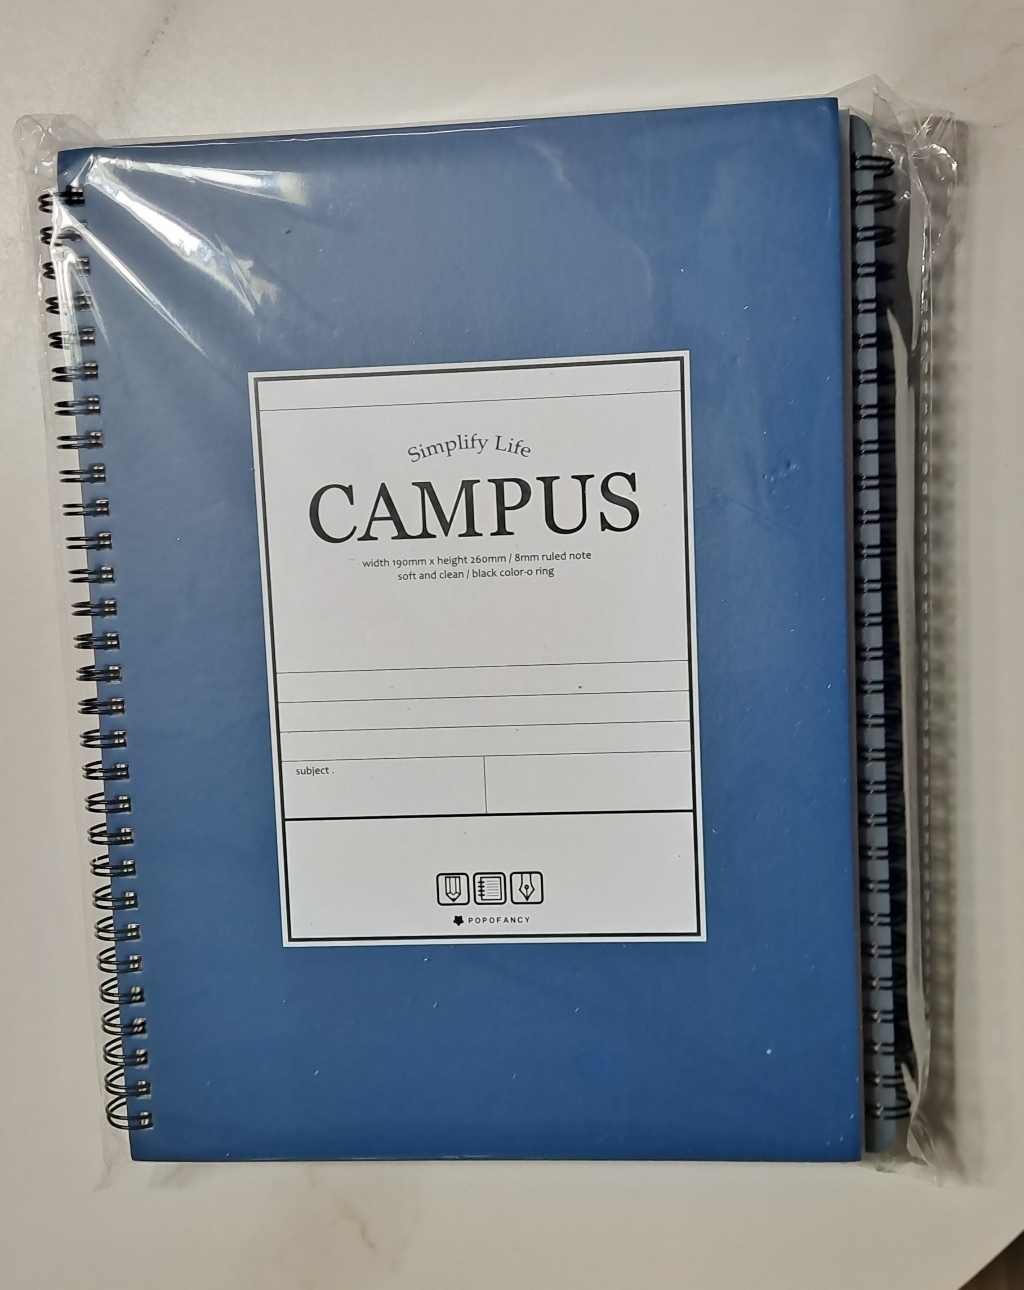 Simplify Life
CAMPUS
width 190mm x height 260mm / 8mm ruled note
soft and clean / black color-o ring
subject .
POPOFANCY